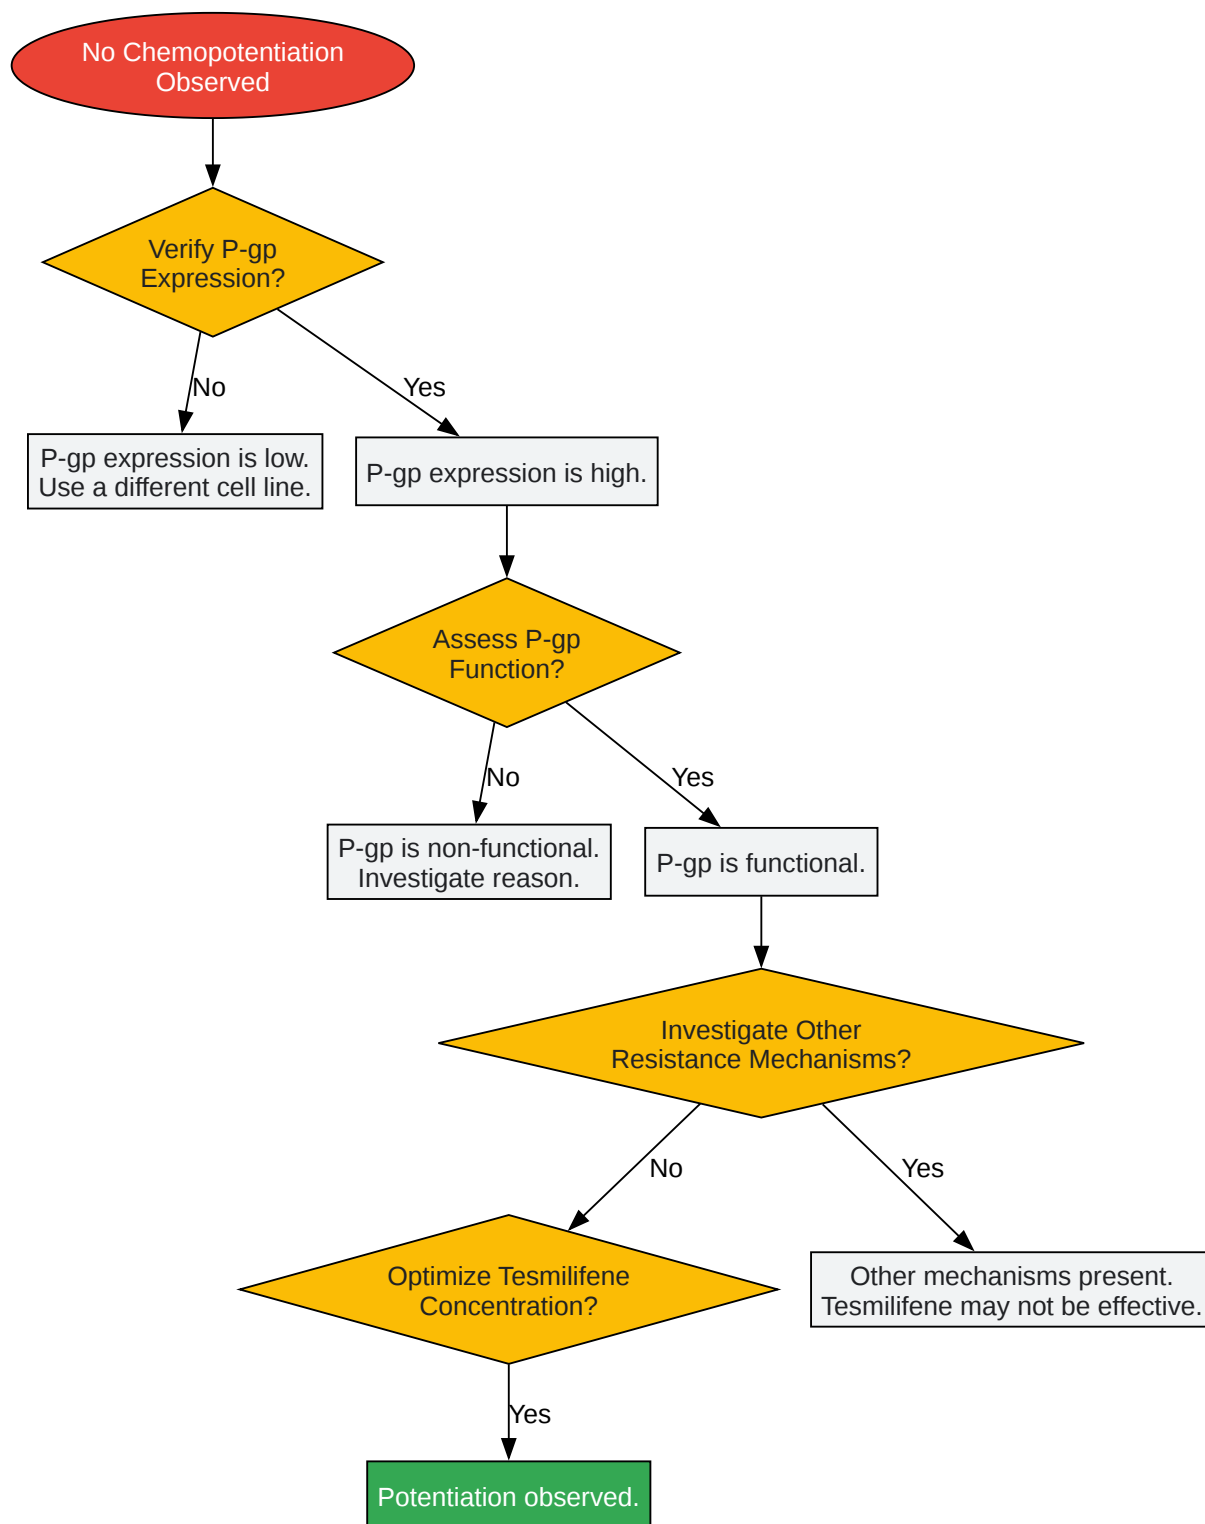 No Chemopotentiation
Observed
Verify P-gp
Expression?
No
Yes
P-gp expression is low.
Use a different cell line.
P-gp expression is high.
Assess P-gp
Function?
No
Yes
P-gp is non-functional.
Investigate reason.
P-gp is functional.
Investigate Other
Resistance Mechanisms?
No
Yes
Optimize Tesmilifene
Concentration?
Other mechanisms present.
Tesmilifene may not be effective.
Yes
Potentiation observed.